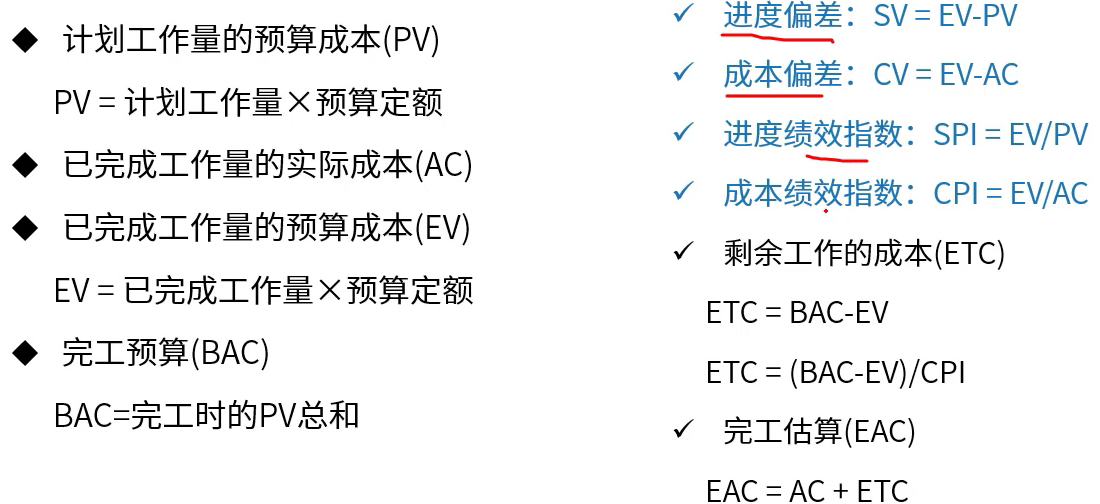 ◆ 计划工作量的预算成本(PV)
PV = 计划工作量×预算定额
◆ 已完成工作量的实际成本(AC)
◆ 已完成工作量的预算成本(EV)
EV = 已完成工作量×预算定额
◆ 完工预算(BAC)
BAC=完工时的PV总和
✓ 进度偏差：SV = EV-PV
✓ 成本偏差：CV = EV-AC
✓ 进度绩效指数：SPI = EV/PV
✓ 成本绩效指数：CPI = EV/AC
✓ 剩余工作的成本(ETC)
ETC = BAC-EV
ETC = (BAC-EV)/CPI
✓ 完工估算(EAC)
EAC = AC + ETC